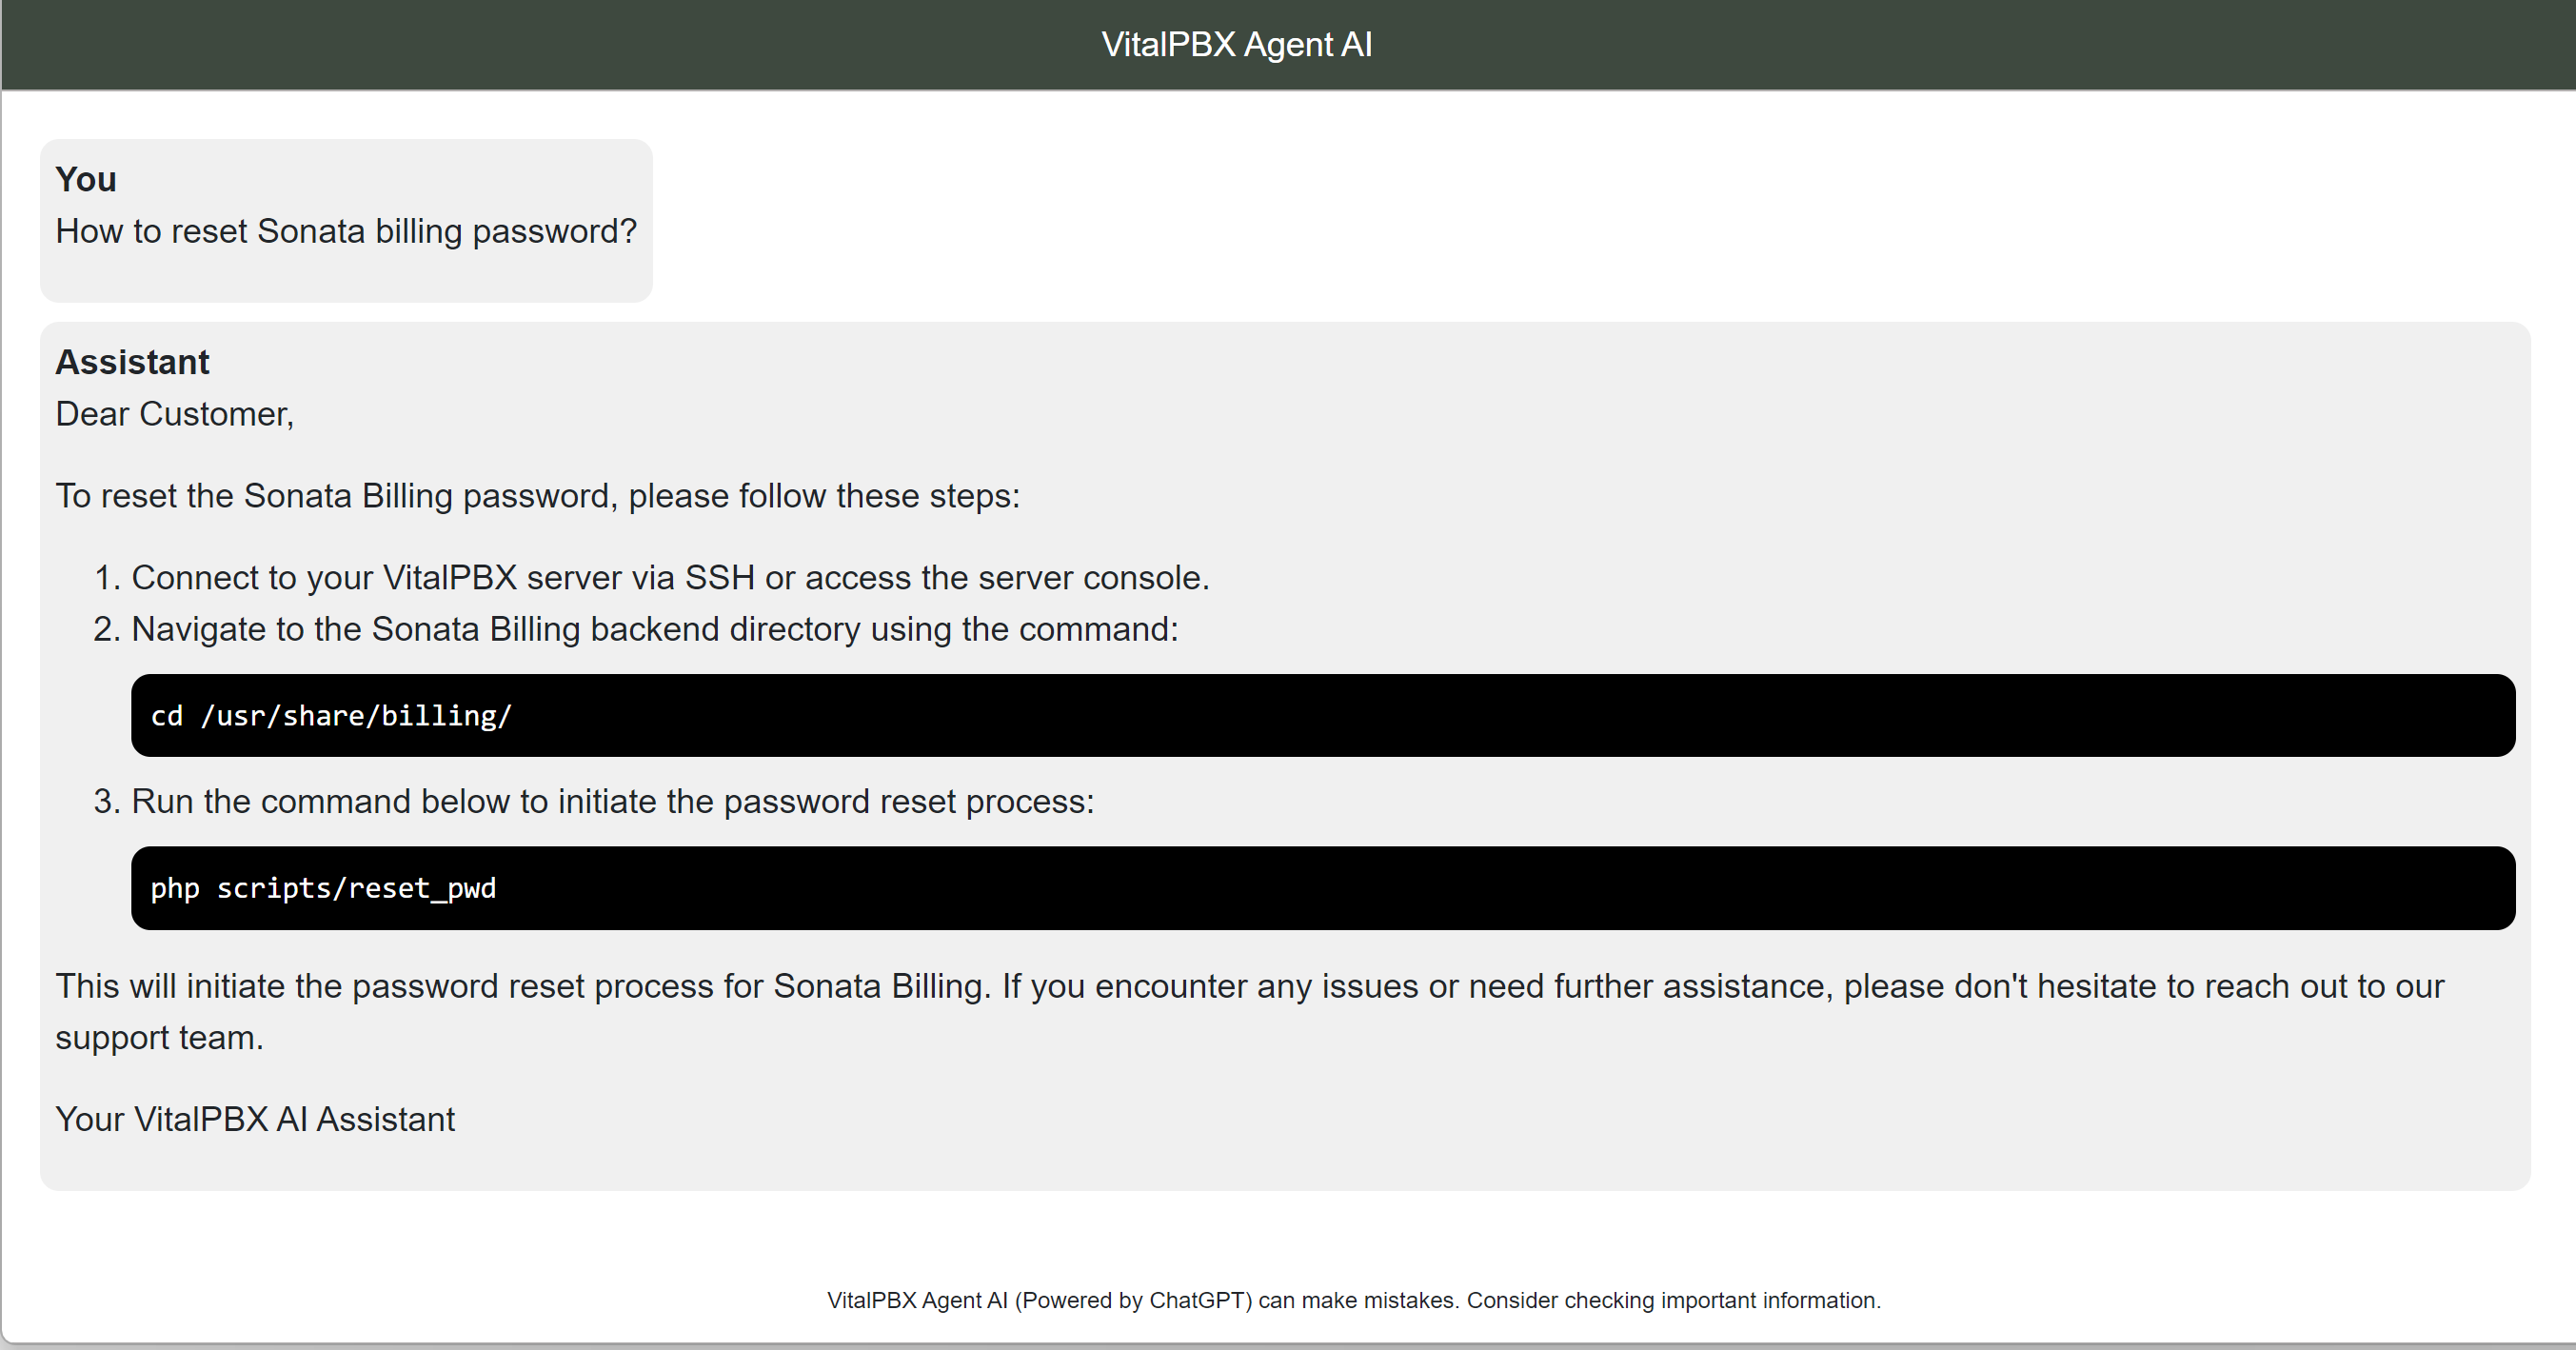 VitalPBX Agent AI
You
How to reset Sonata billing password?
Assistant
Dear Customer,
To reset the Sonata Billing password, please follow these steps:
1. Connect to your VitalPBX server via SSH or access the server console.
2. Navigate to the Sonata Billing backend directory using the command:
cd /usr/share/billing/
3. Run the command below to initiate the password reset process:
php scripts/reset_pwd
This will initiate the password reset process for Sonata Billing. If you encounter any issues or need further assistance, please don't hesitate to reach out to our
support team.
Your VitalPBX AI Assistant
VitalPBX Agent AI (Powered by ChatGPT) can make mistakes. Consider checking important information.